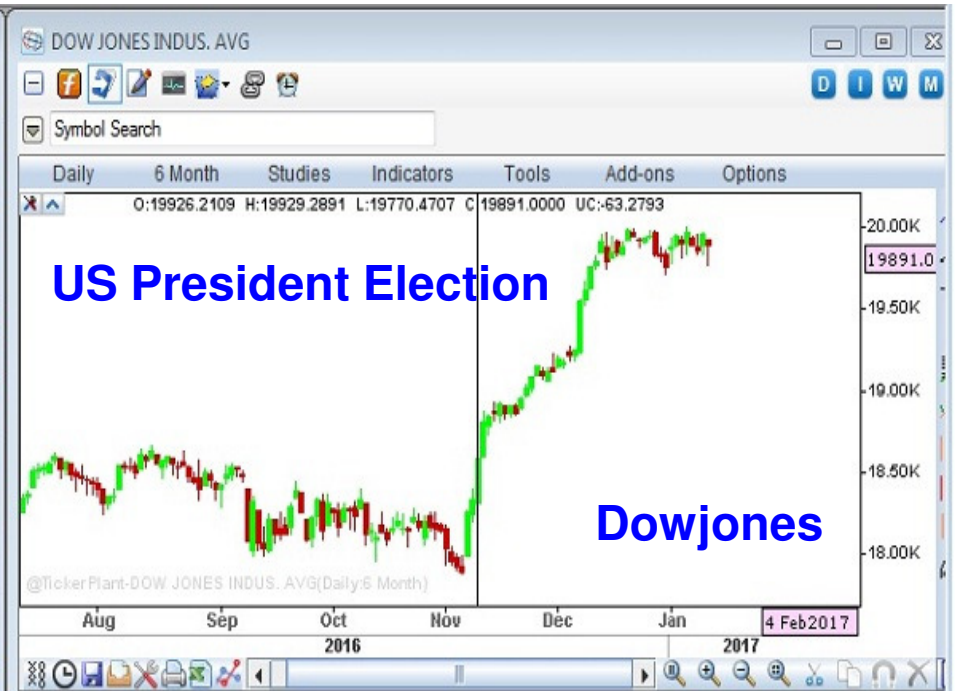 DOW JONES INDUS. AVG
D I W M
Symbol Search
Daily 6 Month Studies Indicators Tools Add-ons Options
O:19926.2109 H:19929.2891 L:19770.4707 C 19891.0000 UC:-63.2793
20.00K
19891.0
US President Election
19.50K
19.00K
18.50K
Dowjones
18.00K
@TickerPlant-DOW JONES INDUS. AVG(Daily:6 Month)
Aug Sep Oct Nov Dec Jan 4 Feb2017
2016 2017